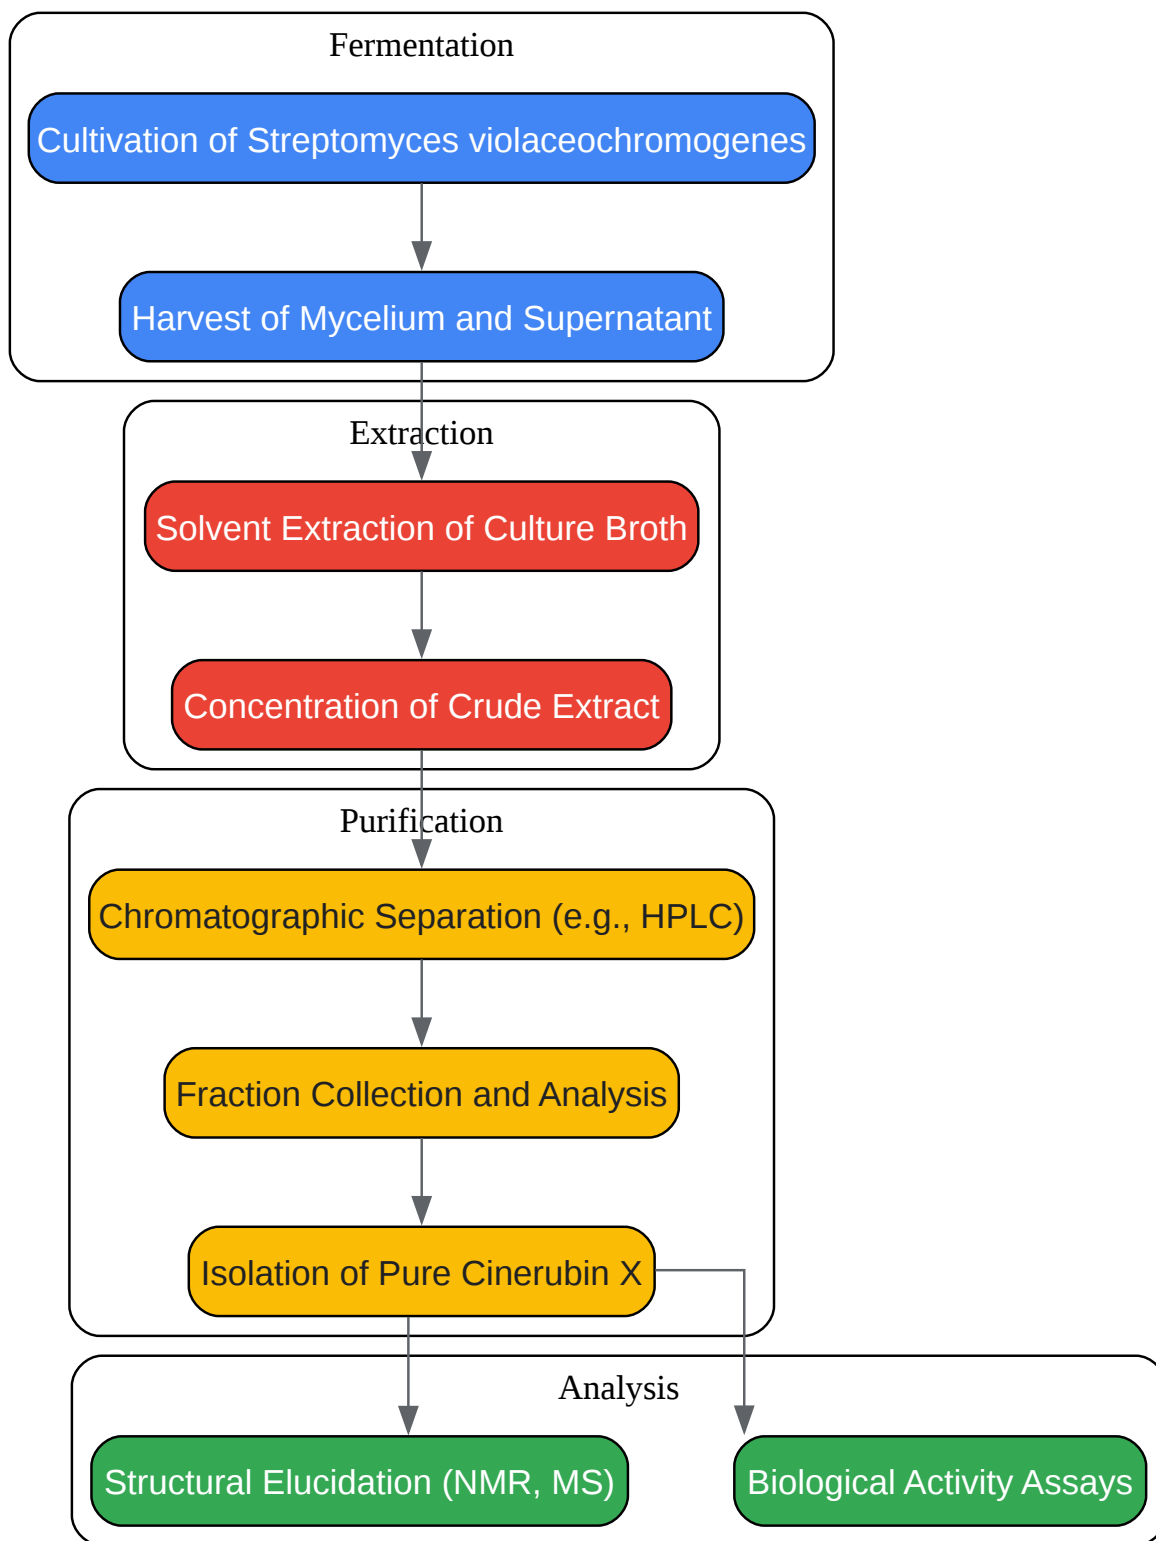 Fermentation
Cultivation of Streptomyces violaceochromogenes
Harvest of Mycelium and Supernatant
Extraction
Solvent Extraction of Culture Broth
Concentration of Crude Extract
Purification
Chromatographic Separation (e.g., HPLC)
Fraction Collection and Analysis
Isolation of Pure Cinerubin X
Analysis
Structural Elucidation (NMR, MS)
Biological Activity Assays